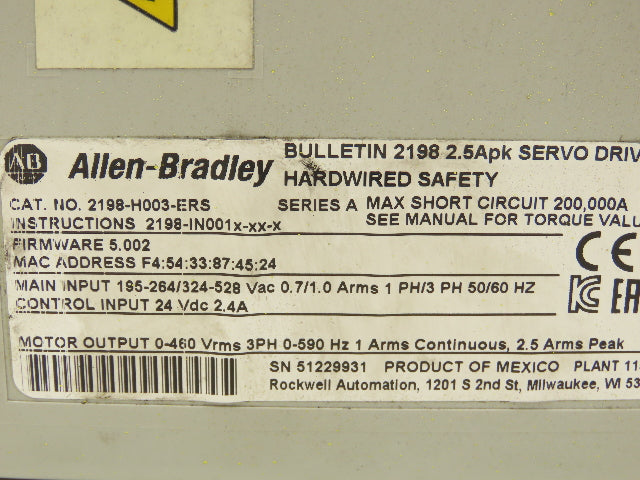 AB Allen-Bradley BULLETIN 2198 2.5Apk SERVO DRIV
HARDWIRED SAFETY
CAT. NO. 2198-H003-ERS SERIES A MAX SHORT CIRCUIT 200,000A
INSTRUCTIONS 2198-IN001x-xx-x SEE MANUAL FOR TORQUE VALU
FIRMWARE 5.002
MAC ADDRESS F4:54:33:87:45:24
CE
MAIN INPUT 195-264/324-528 Vac 0.7/1.0 Arms 1 PH/3 PH 50/60 HZ
CONTROL INPUT 24 Vdc 2.4A
KC EA
MOTOR OUTPUT 0-460 Vrms 3PH 0-590 Hz 1 Arms Continuous, 2.5 Arms Peak
SN 51229931 PRODUCT OF MEXICO PLANT 11
Rockwell Automation, 1201 S 2nd St, Milwaukee, WI 53